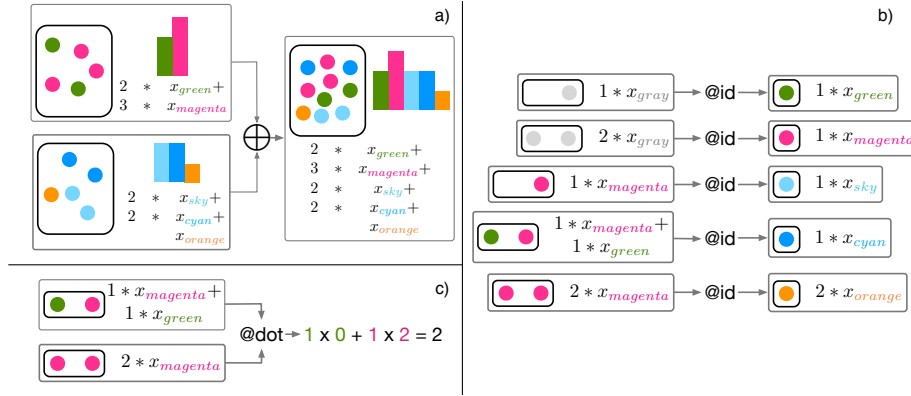 a)
2 * x_green+
3 * x_magenta
2 * x_sky+
2 * x_cyan+
x_orange
⊕
2 * x_green+
3 * x_magenta+
2 * x_sky+
2 * x_cyan+
x_orange
b)
1 * x_gray @id 1 * x_green
2 * x_gray @id 1 * x_magenta
1 * x_magenta @id 1 * x_sky
1 * x_magenta+
1 * x_green @id 1 * x_cyan
2 * x_magenta @id 2 * x_orange
c)
1 * x_magenta+
1 * x_green
@dot 1 x 0 + 1 x 2 = 2
2 * x_magenta